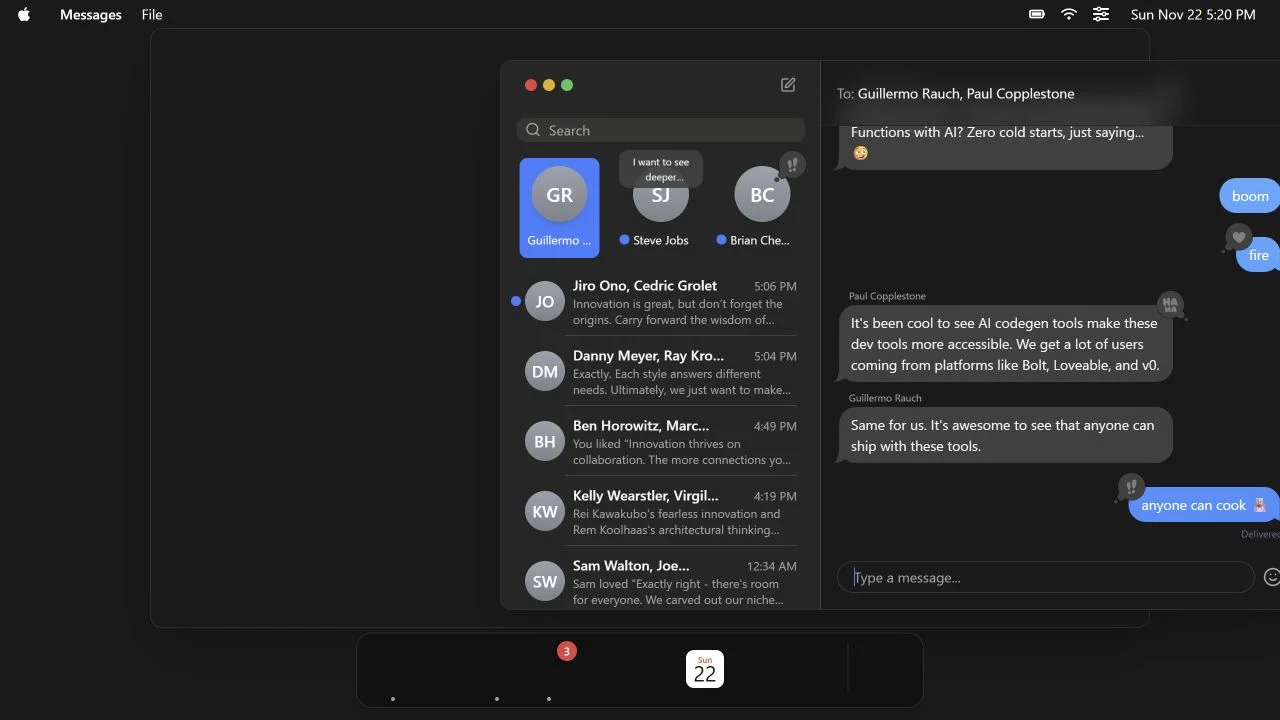 Messages File Sun Nov 22 5:20 PM
To: Guillermo Rauch, Paul Copplestone
Search
I want to see
deeper...
GR SJ BC
Guillermo ... Steve Jobs Brian Che...
JO
Jiro Ono, Cedric Grolet 5:06 PM
Innovation is great, but don't forget the
origins. Carry forward the wisdom of...
DM
Danny Meyer, Ray Kro... 5:04 PM
Exactly. Each style answers different
needs. Ultimately, we just want to make...
BH
Ben Horowitz, Marc... 4:49 PM
You liked “Innovation thrives on
collaboration. The more connections yo...
KW
Kelly Wearstler, Virgil... 4:19 PM
Rei Kawakubo's fearless innovation and
Rem Koolhaas's architectural thinking...
SW
Sam Walton, Joe... 12:34 AM
Sam loved “Exactly right - there's room
for everyone. We carved out our niche...
Functions with AI? Zero cold starts, just saying...
boom
fire
Paul Copplestone
HA
HA
It's been cool to see AI codegen tools make these
dev tools more accessible. We get a lot of users
coming from platforms like Bolt, Loveable, and v0.
Guillermo Rauch
Same for us. It's awesome to see that anyone can
ship with these tools.
!!
anyone can cook
Delivered
Type a message...
3
Sun
22